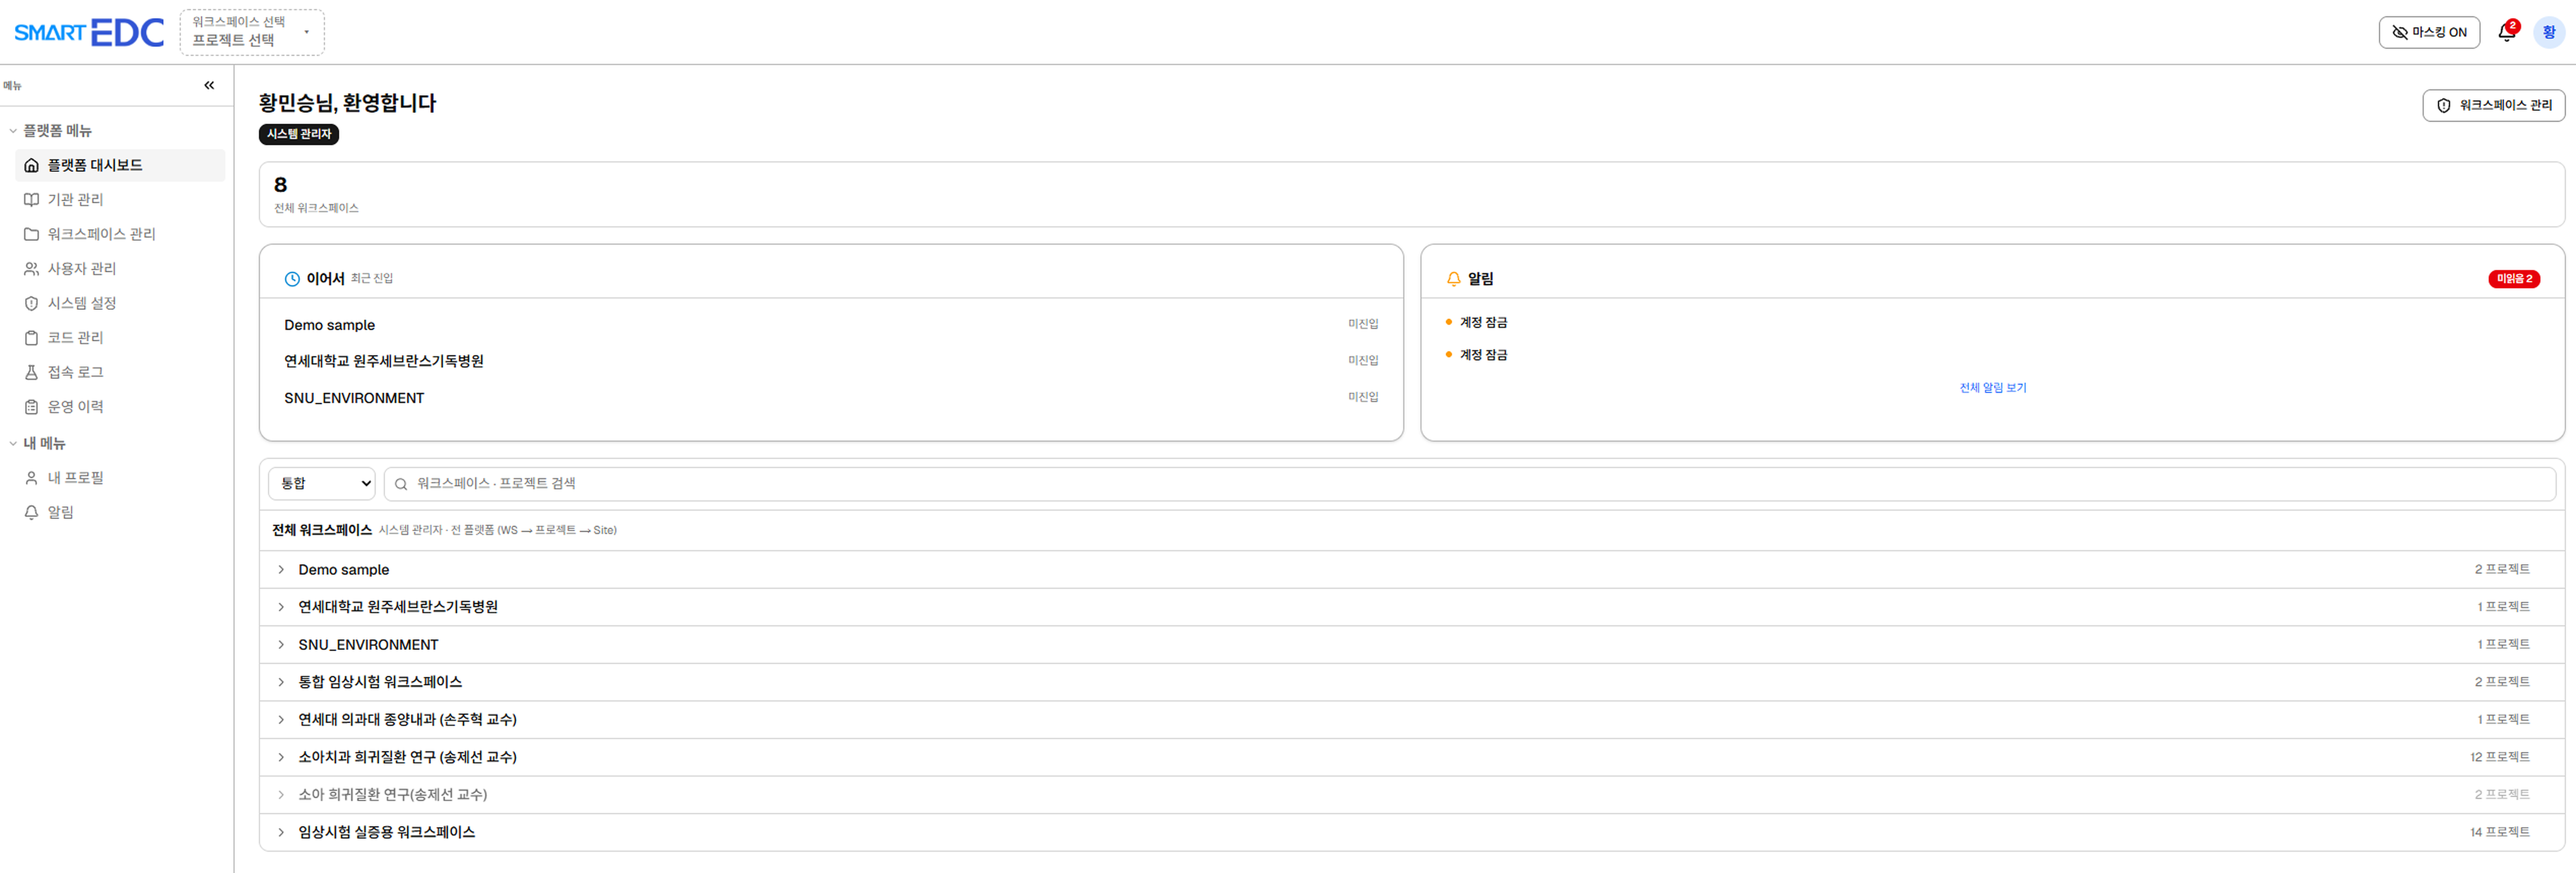 SMART EDC
워크스페이스 선택
프로젝트 선택
마스킹 ON
2
황
메뉴
플랫폼 메뉴
플랫폼 대시보드
기관 관리
워크스페이스 관리
사용자 관리
시스템 설정
코드 관리
접속 로그
운영 이력
내 메뉴
내 프로필
알림
황민승님, 환영합니다
시스템 관리자
워크스페이스 관리
8
전체 워크스페이스
이어서 최근 진입
Demo sample 미진입
연세대학교 원주세브란스기독병원 미진입
SNU_ENVIRONMENT 미진입
알림 미읽음 2
계정 잠금
계정 잠금
전체 알림 보기
통합 워크스페이스 · 프로젝트 검색
전체 워크스페이스 시스템 관리자 · 전 플랫폼 (WS → 프로젝트 → Site)
Demo sample 2 프로젝트
연세대학교 원주세브란스기독병원 1 프로젝트
SNU_ENVIRONMENT 1 프로젝트
통합 임상시험 워크스페이스 2 프로젝트
연세대 의과대 종양내과 (손주혁 교수) 1 프로젝트
소아치과 희귀질환 연구 (송제선 교수) 12 프로젝트
소아 희귀질환 연구(송제선 교수) 2 프로젝트
임상시험 실증용 워크스페이스 14 프로젝트